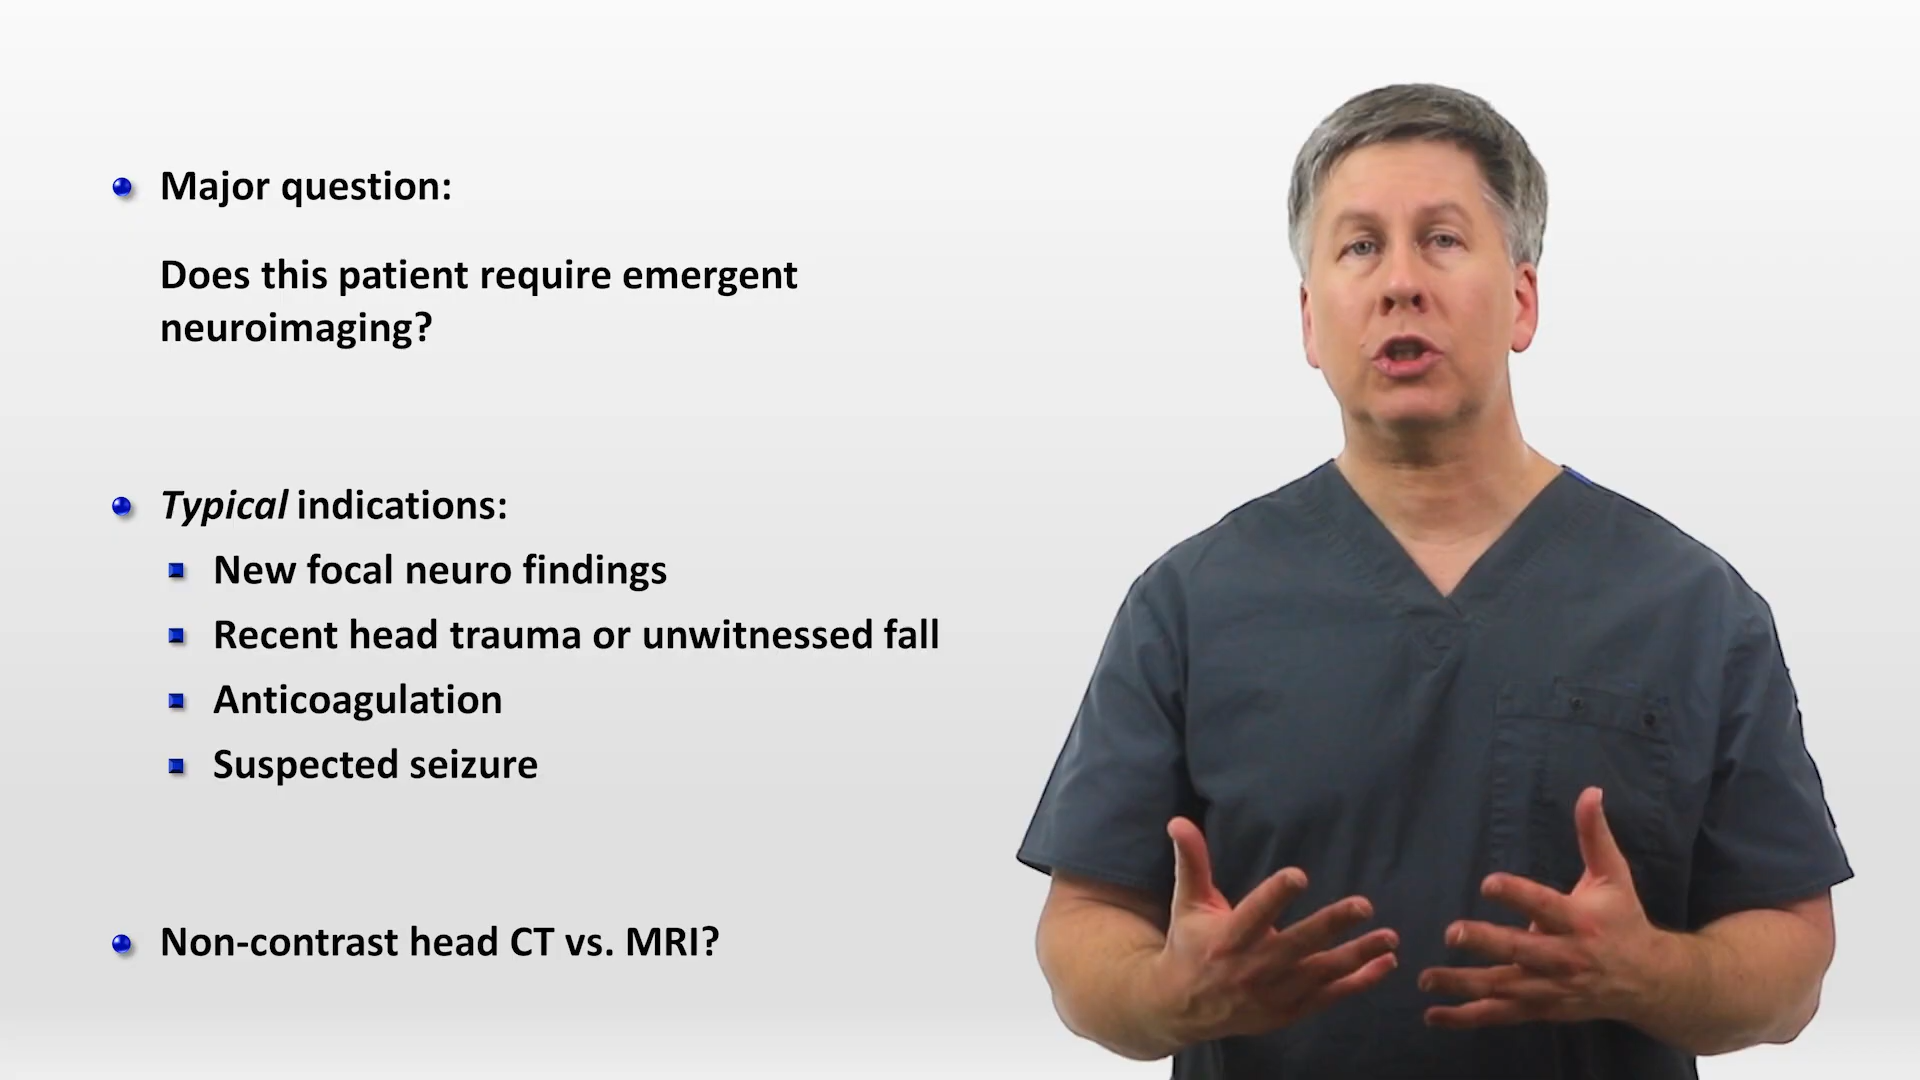 Major question:
Does this patient require emergent
neuroimaging?
Typical indications:
New focal neuro findings
Recent head trauma or unwitnessed fall
Anticoagulation
Suspected seizure
Non-contrast head CT vs. MRI?